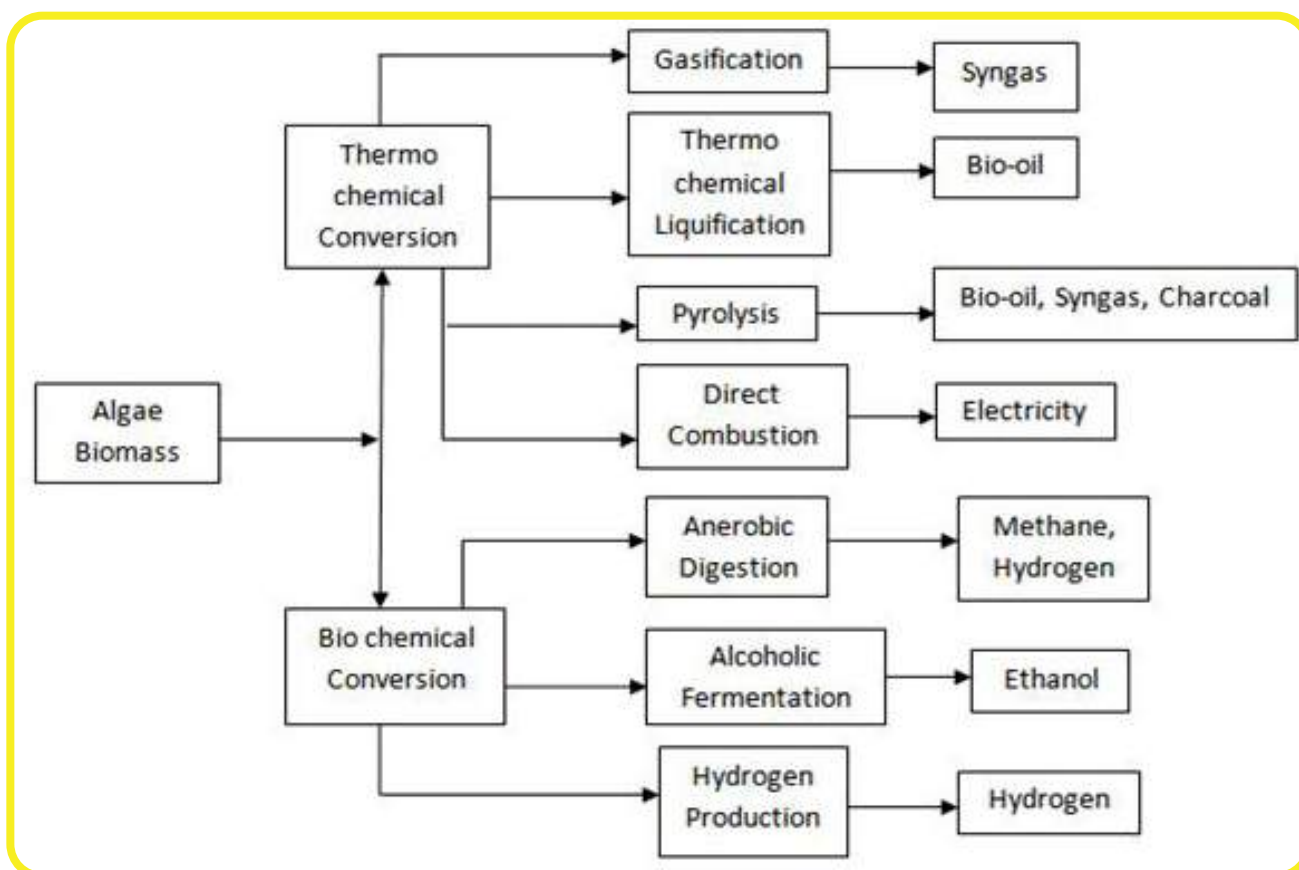 Gasification
Syngas
Thermo
chemical
Conversion
Thermo
chemical
Liquification
Bio-oil
Pyrolysis
Bio-oil, Syngas, Charcoal
Algae
Biomass
Direct
Combustion
Electricity
Anerobic
Digestion
Methane,
Hydrogen
Bio chemical
Conversion
Alcoholic
Fermentation
Ethanol
Hydrogen
Production
Hydrogen